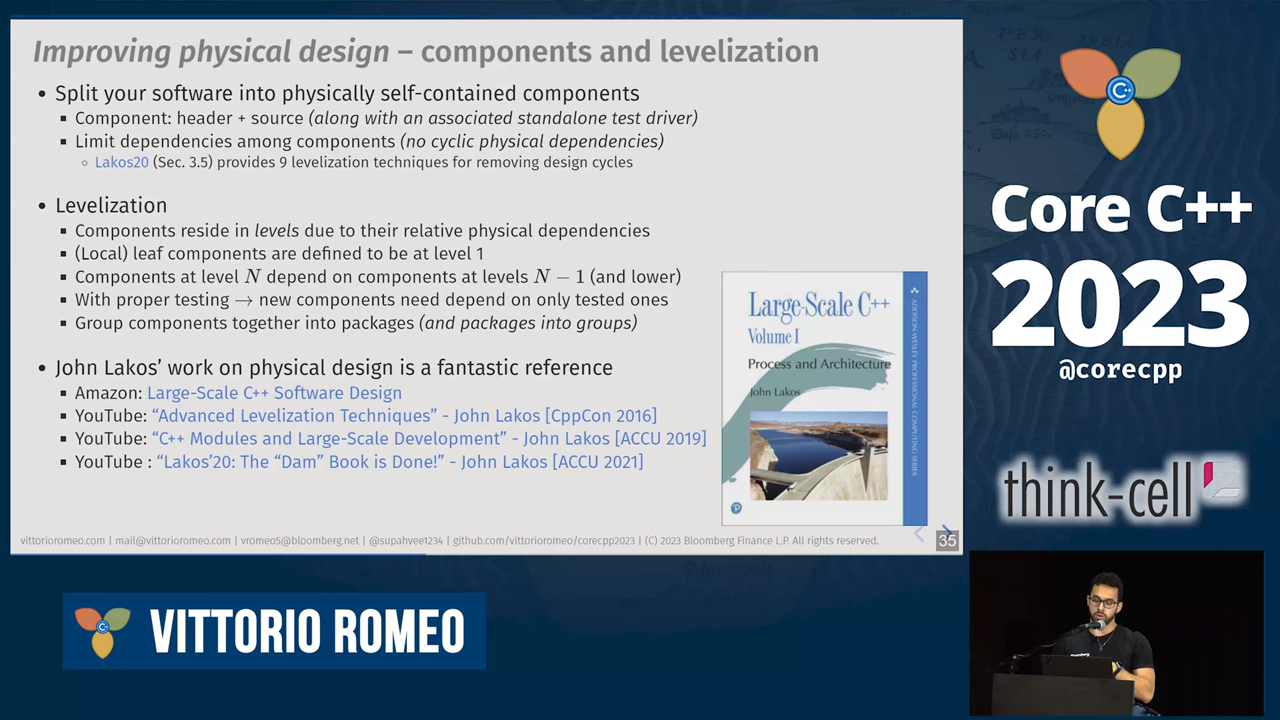 Improving physical design – components and levelization
• Split your software into physically self-contained components
▪ Component: header + source (along with an associated standalone test driver)
▪ Limit dependencies among components (no cyclic physical dependencies)
◦ Lakos20 (Sec. 3.5) provides 9 levelization techniques for removing design cycles
• Levelization
▪ Components reside in levels due to their relative physical dependencies
▪ (Local) leaf components are defined to be at level 1
▪ Components at level N depend on components at levels N − 1 (and lower)
▪ With proper testing → new components need depend on only tested ones
▪ Group components together into packages (and packages into groups)
• John Lakos’ work on physical design is a fantastic reference
▪ Amazon: Large-Scale C++ Software Design
▪ YouTube: “Advanced Levelization Techniques” - John Lakos [CppCon 2016]
▪ YouTube: “C++ Modules and Large-Scale Development” - John Lakos [ACCU 2019]
▪ YouTube : “Lakos’20: The “Dam” Book is Done!” - John Lakos [ACCU 2021]
Large-Scale C++
Volume I
Process and Architecture
John Lakos
ADDISON-WESLEY PROFESSIONAL COMPUTING SERIES
vittorioromeo.com | mail@vittorioromeo.com | vromeo5@bloomberg.net | @supahvee1234 | github.com/vittorioromeo/corecpp2023 | (C) 2023 Bloomberg Finance L.P. All rights reserved.
35
C++
Core C++
2023
@corecpp
think-cell
VITTORIO ROMEO